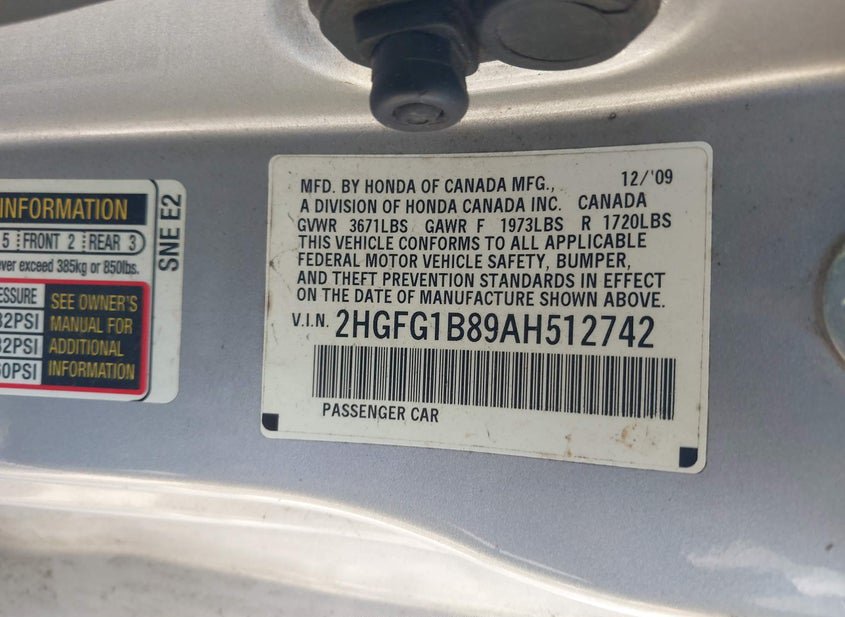 INFORMATION
5 FRONT 2 REAR 3
ever exceed 385kg or 850lbs.
ESSURE
32PSI
32PSI
60PSI
SEE OWNER'S
MANUAL FOR
ADDITIONAL
INFORMATION
SNE E2
MFD. BY HONDA OF CANADA MFG., 12/'09
A DIVISION OF HONDA CANADA INC. CANADA
GVWR 3671LBS GAWR F 1973LBS R 1720LBS
THIS VEHICLE CONFORMS TO ALL APPLICABLE
FEDERAL MOTOR VEHICLE SAFETY, BUMPER,
AND THEFT PREVENTION STANDARDS IN EFFECT
ON THE DATE OF MANUFACTURE SHOWN ABOVE.
V.I.N. 2HGFG1B89AH512742
PASSENGER CAR